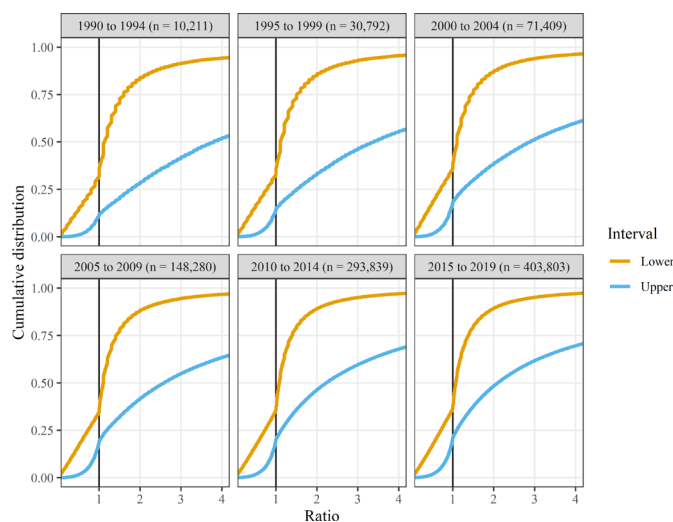 1990 to 1994 (n = 10,211)
1995 to 1999 (n = 30,792)
2000 to 2004 (n = 71,409)
1.00
0.75
0.50
0.25
0.00
2005 to 2009 (n = 148,280)
2010 to 2014 (n = 293,839)
2015 to 2019 (n = 403,803)
1.00
0.75
0.50
0.25
0.00
1 2 3 4
1 2 3 4
1 2 3 4
Cumulative distribution
Ratio
Interval
Lower
Upper